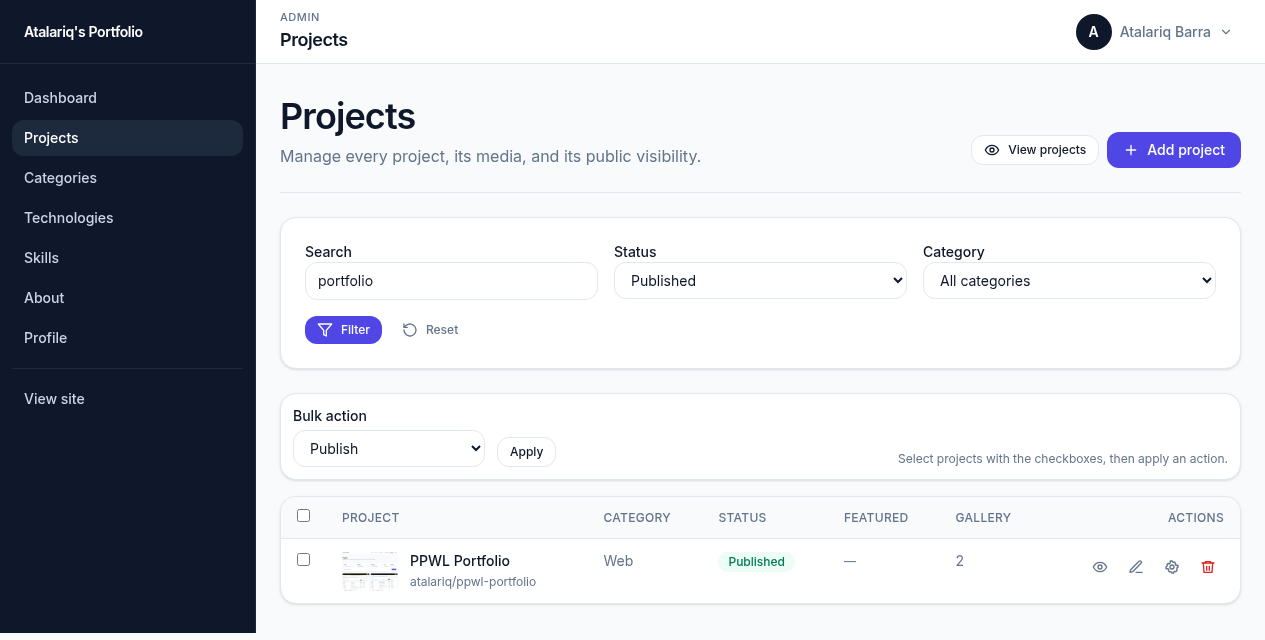 Atalariq's Portfolio
Dashboard
Projects
Categories
Technologies
Skills
About
Profile
View site
ADMIN
Projects
A
Atalariq Barra
Projects
Manage every project, its media, and its public visibility.
View projects
Add project
Search
Status
Category
portfolio
Published
All categories
Filter
Reset
Bulk action
Publish
Apply
Select projects with the checkboxes, then apply an action.
PROJECT CATEGORY STATUS FEATURED GALLERY ACTIONS
PPWL Portfolio Web Published — 2
atalariq/ppwl-portfolio